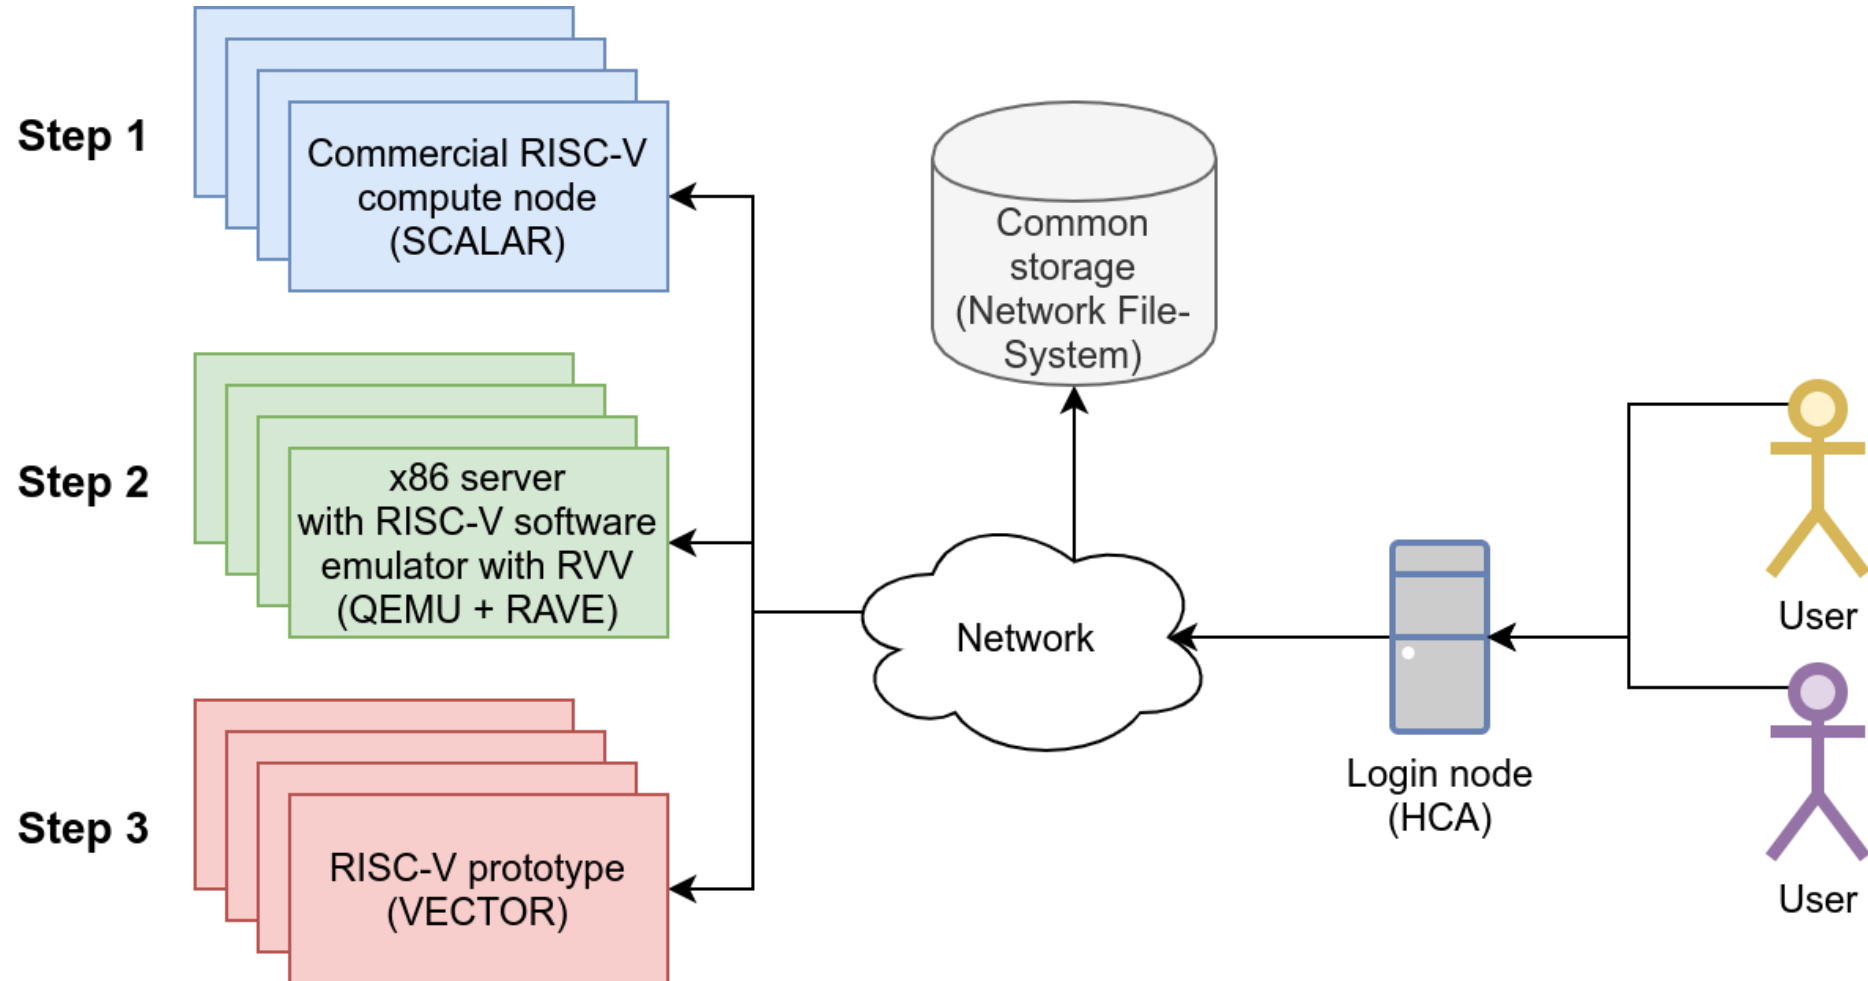 Step 1
Commercial RISC-V
compute node
(SCALAR)
Step 2
x86 server
with RISC-V software
emulator with RVV
(QEMU + RAVE)
Step 3
RISC-V prototype
(VECTOR)
Common
storage
(Network File-
System)
Network
Login node
(HCA)
User
User